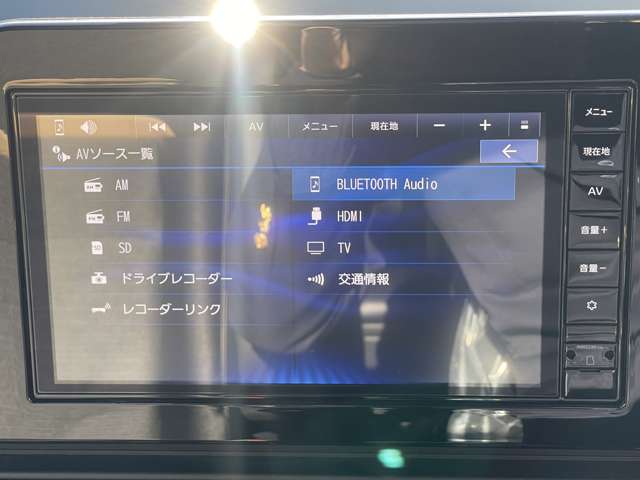 AV メニュー 現在地 − +
AVソース一覧
AM
FM
SD
ドライブレコーダー
レコーダーリンク
BLUETOOTH Audio
HDMI
TV
交通情報
メニュー
現在地
AV
音量+
音量−